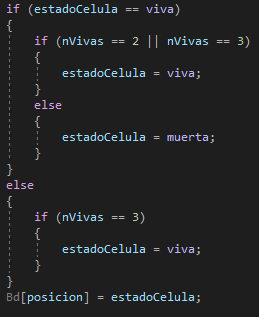 if (estadoCelula == viva)
{
if (nVivas == 2 || nVivas == 3)
{
estadoCelula = viva;
}
else
{
estadoCelula = muerta;
}
}
else
{
if (nVivas == 3)
{
estadoCelula = viva;
}
}
Bd[posicion] = estadoCelula;